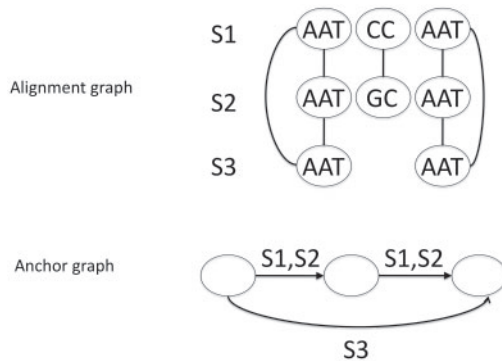 S1 AAT CC AAT
Alignment graph
S2 AAT GC AAT
S3 AAT AAT
Anchor graph
S1,S2 S1,S2
S3